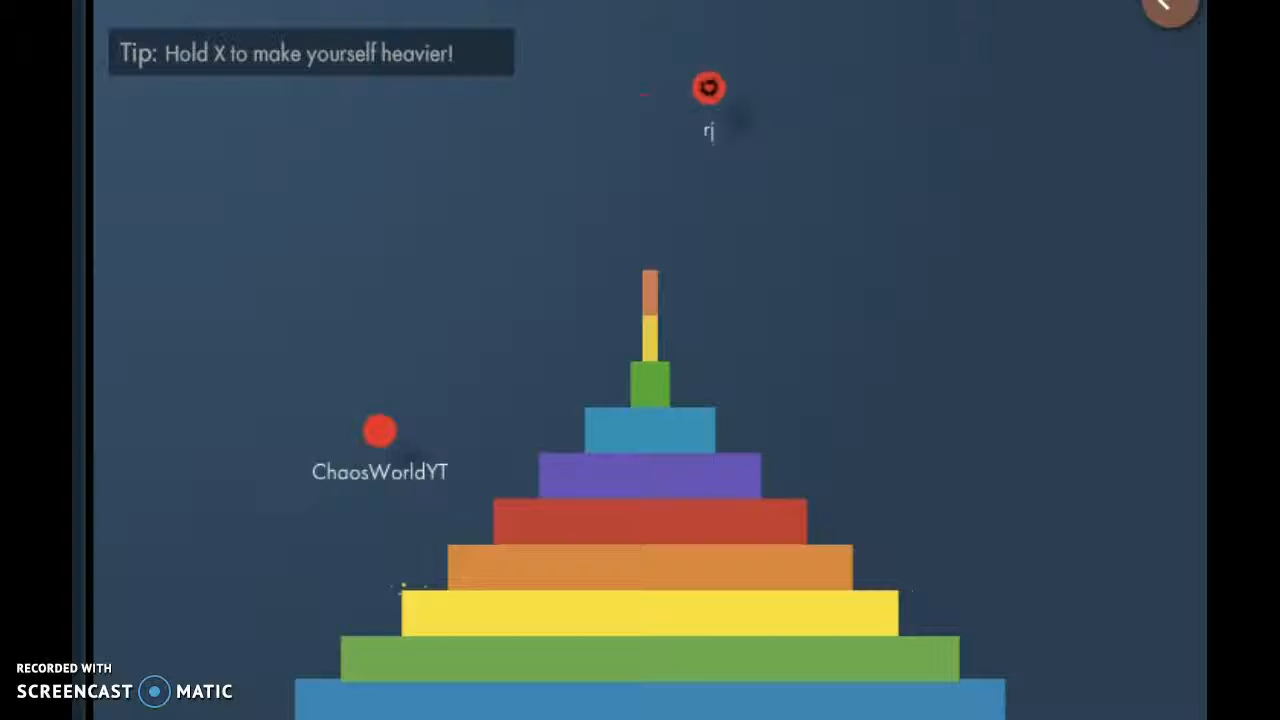 Tip: Hold X to make yourself heavier!
rj
ChaosWorldYT
RECORDED WITH
SCREENCAST MATIC